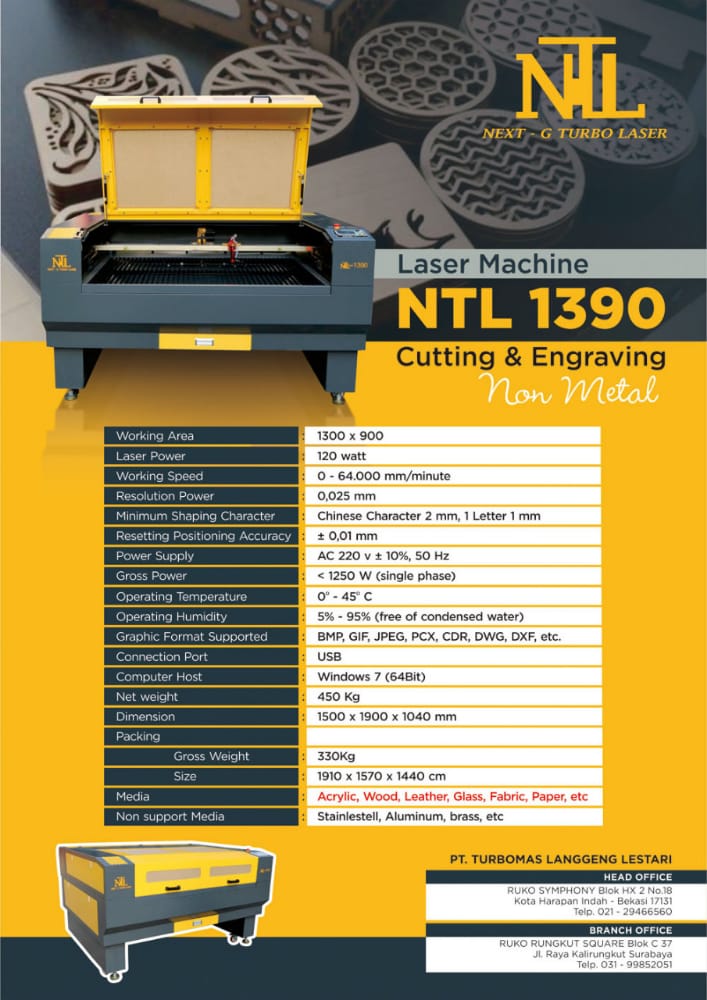 NTL
NEXT - G TURBO LASER
NTL
NEXT - G TURBO LASER
NTL-1390
Laser Machine
NTL 1390
Cutting & Engraving
Non Metal
Working Area : 1300 x 900
Laser Power : 120 watt
Working Speed : 0 - 64.000 mm/minute
Resolution Power : 0,025 mm
Minimum Shaping Character : Chinese Character 2 mm, 1 Letter 1 mm
Resetting Positioning Accuracy : ± 0,01 mm
Power Supply : AC 220 v ± 10%, 50 Hz
Gross Power : < 1250 W (single phase)
Operating Temperature : 0° - 45° C
Operating Humidity : 5% - 95% (free of condensed water)
Graphic Format Supported : BMP, GIF, JPEG, PCX, CDR, DWG, DXF, etc.
Connection Port : USB
Computer Host : Windows 7 (64Bit)
Net weight : 450 Kg
Dimension : 1500 x 1900 x 1040 mm
Packing
Gross Weight : 330Kg
Size : 1910 x 1570 x 1440 cm
Media : Acrylic, Wood, Leather, Glass, Fabric, Paper, etc
Non support Media : Stainlestell, Aluminum, brass, etc
NTL
PT. TURBOMAS LANGGENG LESTARI
HEAD OFFICE
RUKO SYMPHONY Blok HX 2 No.18
Kota Harapan Indah - Bekasi 17131
Telp. 021 - 29466560
BRANCH OFFICE
RUKO RUNGKUT SQUARE Blok C 37
Jl. Raya Kalirungkut Surabaya
Telp. 031 - 99852051